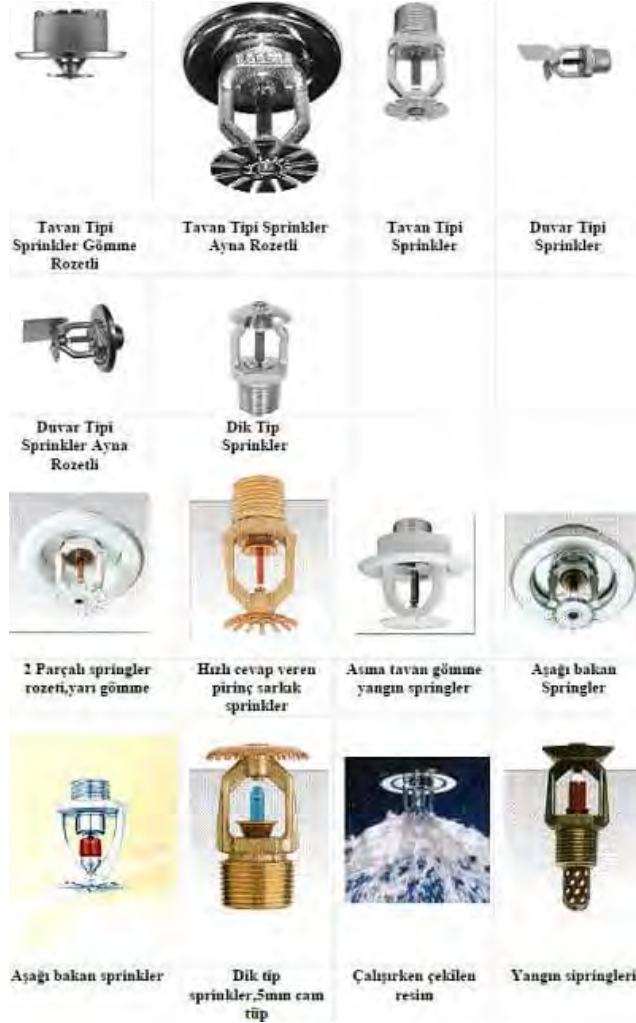 Tavan Tipi
Sprinkler Gömme
Rozetli
Tavan Tipi Sprinkler
Ayna Rozetli
Tavan Tipi
Sprinkler
Duvar Tipi
Sprinkler
Duvar Tipi
Sprinkler Ayna
Rozetli
Dik Tip
Sprinkler
2 Parçalı springler
rozeti,yarı gömme
Hızlı cevap veren
pirinç sarkık
sprinkler
Asma tavan gömme
yangın springler
Aşağı bakan
Springler
Aşağı bakan sprinkler
Dik tip
sprinkler,5mm cam
tüp
Çalışırken çekilen
resim
Yangın sipringleri